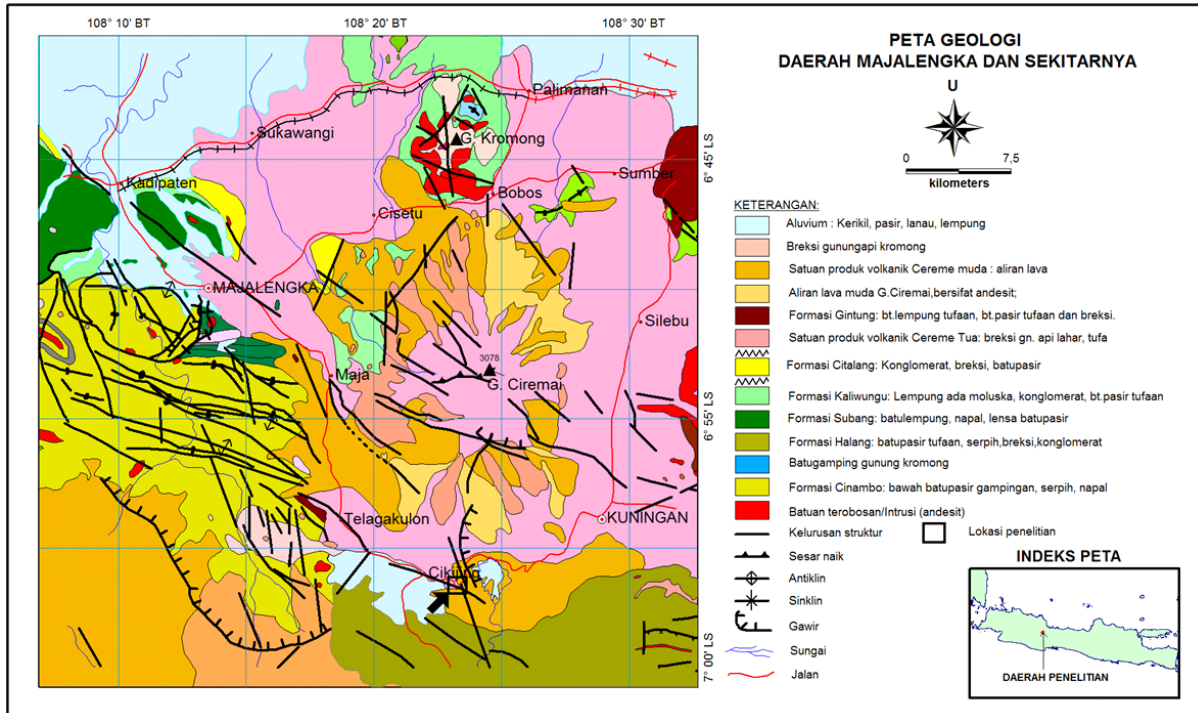 108° 10' BT
108° 20' BT
108° 30' BT
Palimanan
Sukawangi
G. Kromong
6° 45' LS
Kadipaten
Sumber
Bobos
Cisetu
MAJALENGKA
Silebu
3078
G. Ciremai
Maja
6° 55' LS
Telagakulon
KUNINGAN
Cikijing
7° 00' LS
PETA GEOLOGI
DAERAH MAJALENGKA DAN SEKITARNYA
U
0 7,5
kilometers
KETERANGAN:
Aluvium : Kerikil, pasir, lanau, lempung
Breksi gunungapi kromong
Satuan produk volkanik Cereme muda : aliran lava
Aliran lava muda G.Ciremai,bersifat andesit;
Formasi Gintung: bt.lempung tufaan, bt.pasir tufaan dan breksi.
Satuan produk volkanik Cereme Tua: breksi gn. api lahar, tufa
Formasi Citalang: Konglomerat, breksi, batupasir
Formasi Kaliwungu: Lempung ada moluska, konglomerat, bt.pasir tufaan
Formasi Subang: batulempung, napal, lensa batupasir
Formasi Halang: batupasir tufaan, serpih,breksi,konglomerat
Batugamping gunung kromong
Formasi Cinambo: bawah batupasir gampingan, serpih, napal
Batuan terobosan/Intrusi (andesit)
Kelurusan struktur
Lokasi penelitian
Sesar naik
Antiklin
Sinklin
Gawir
Sungai
Jalan
INDEKS PETA
DAERAH PENELITIAN